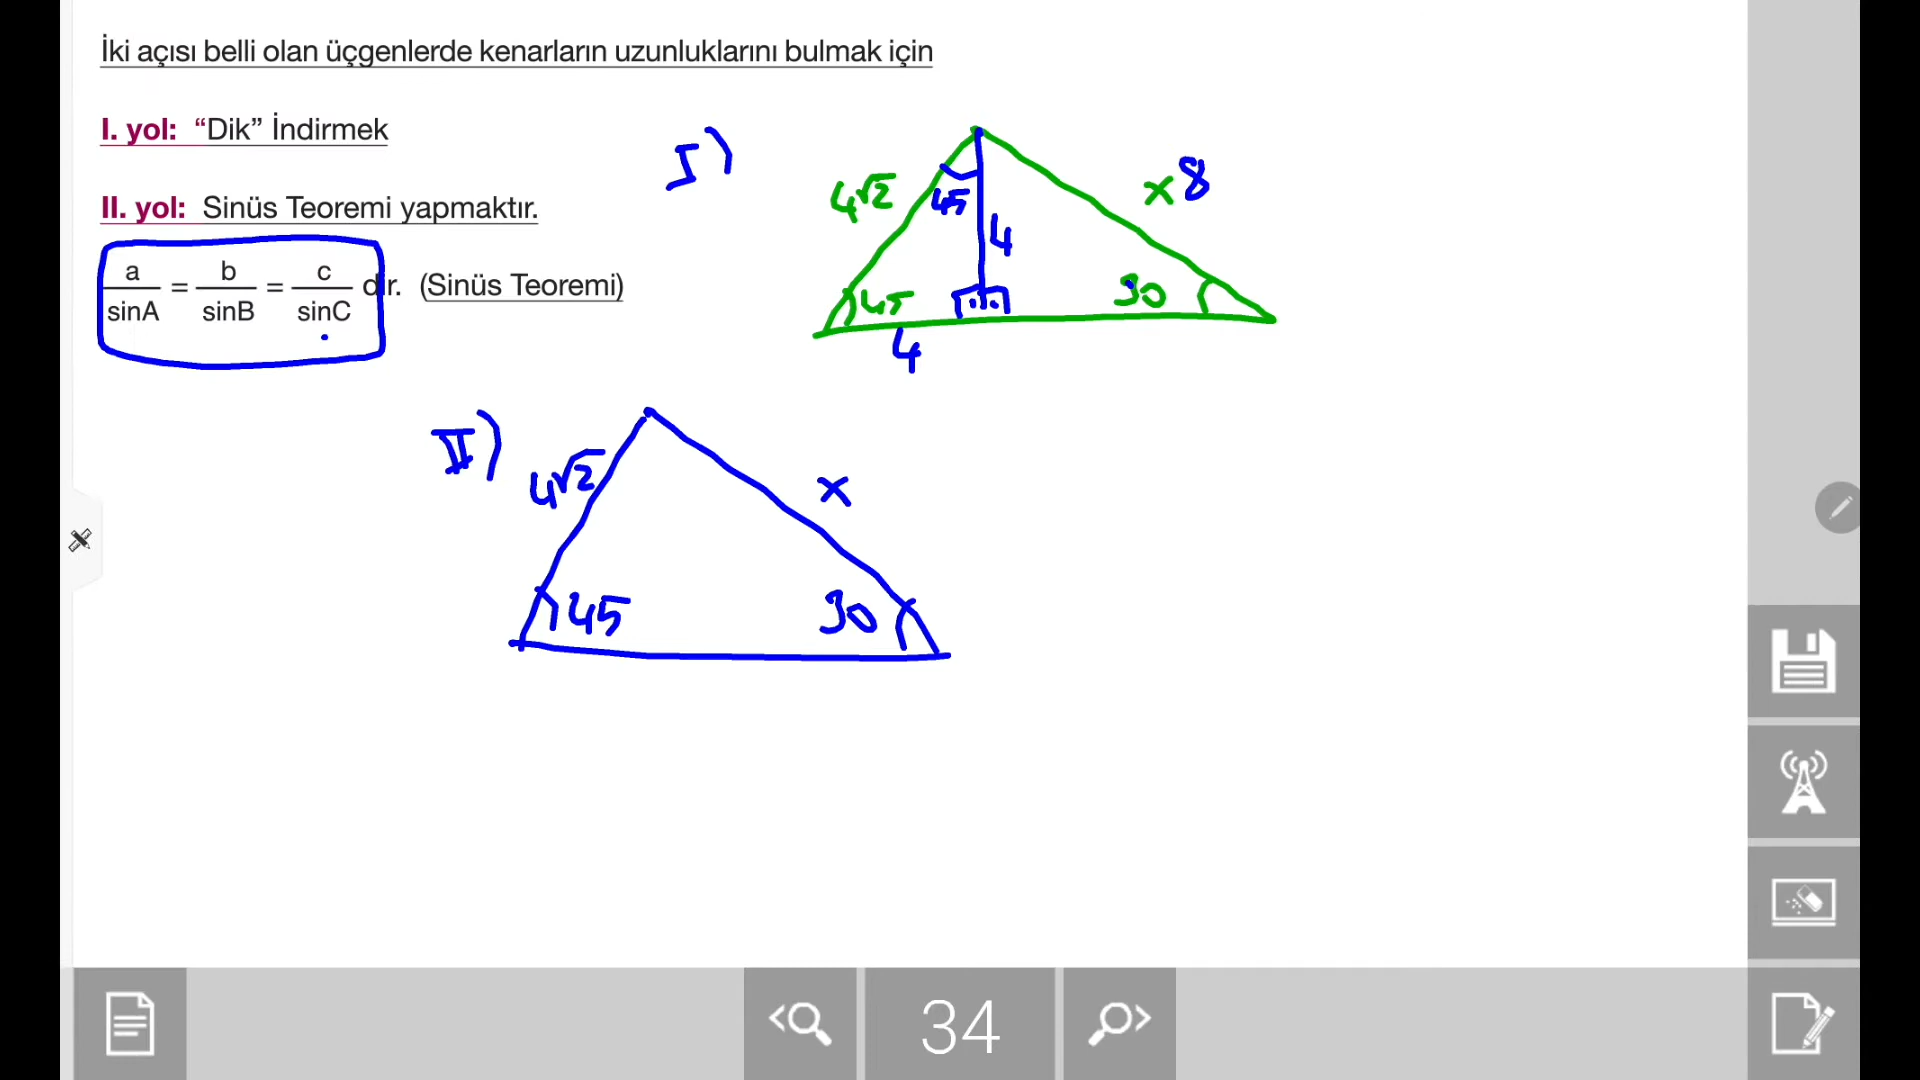 İki açısı belli olan üçgenlerde kenarların uzunluklarını bulmak için
I. yol: “Dik” İndirmek
II. yol: Sinüs Teoremi yapmaktır.
a/sinA = b/sinB = c/sinC dir. (Sinüs Teoremi)
I)
4√2
45
4
x 8
45
30
4
II)
4√2
x
45
30
34